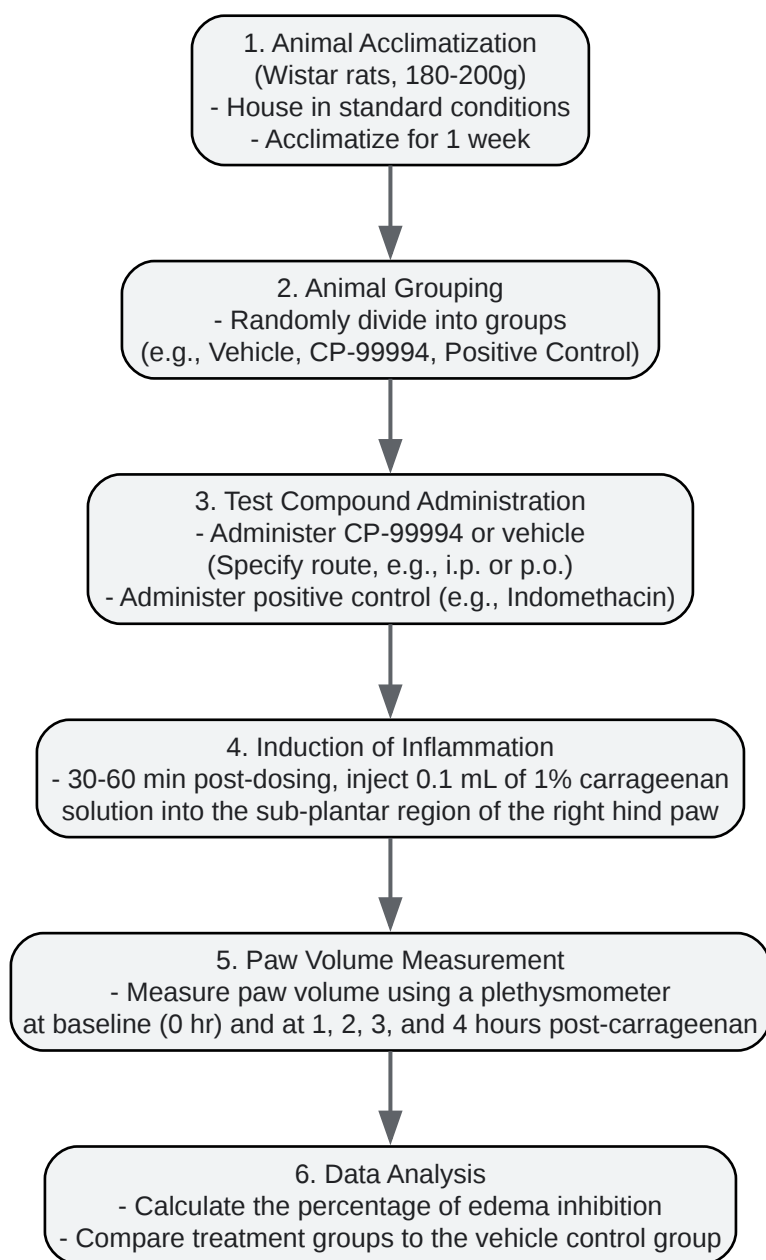 1. Animal Acclimatization
(Wistar rats, 180-200g)
- House in standard conditions
- Acclimatize for 1 week
2. Animal Grouping
- Randomly divide into groups
(e.g., Vehicle, CP-99994, Positive Control)
3. Test Compound Administration
- Administer CP-99994 or vehicle
(Specify route, e.g., i.p. or p.o.)
- Administer positive control (e.g., Indomethacin)
4. Induction of Inflammation
- 30-60 min post-dosing, inject 0.1 mL of 1% carrageenan
solution into the sub-plantar region of the right hind paw
5. Paw Volume Measurement
- Measure paw volume using a plethysmometer
at baseline (0 hr) and at 1, 2, 3, and 4 hours post-carrageenan
6. Data Analysis
- Calculate the percentage of edema inhibition
- Compare treatment groups to the vehicle control group